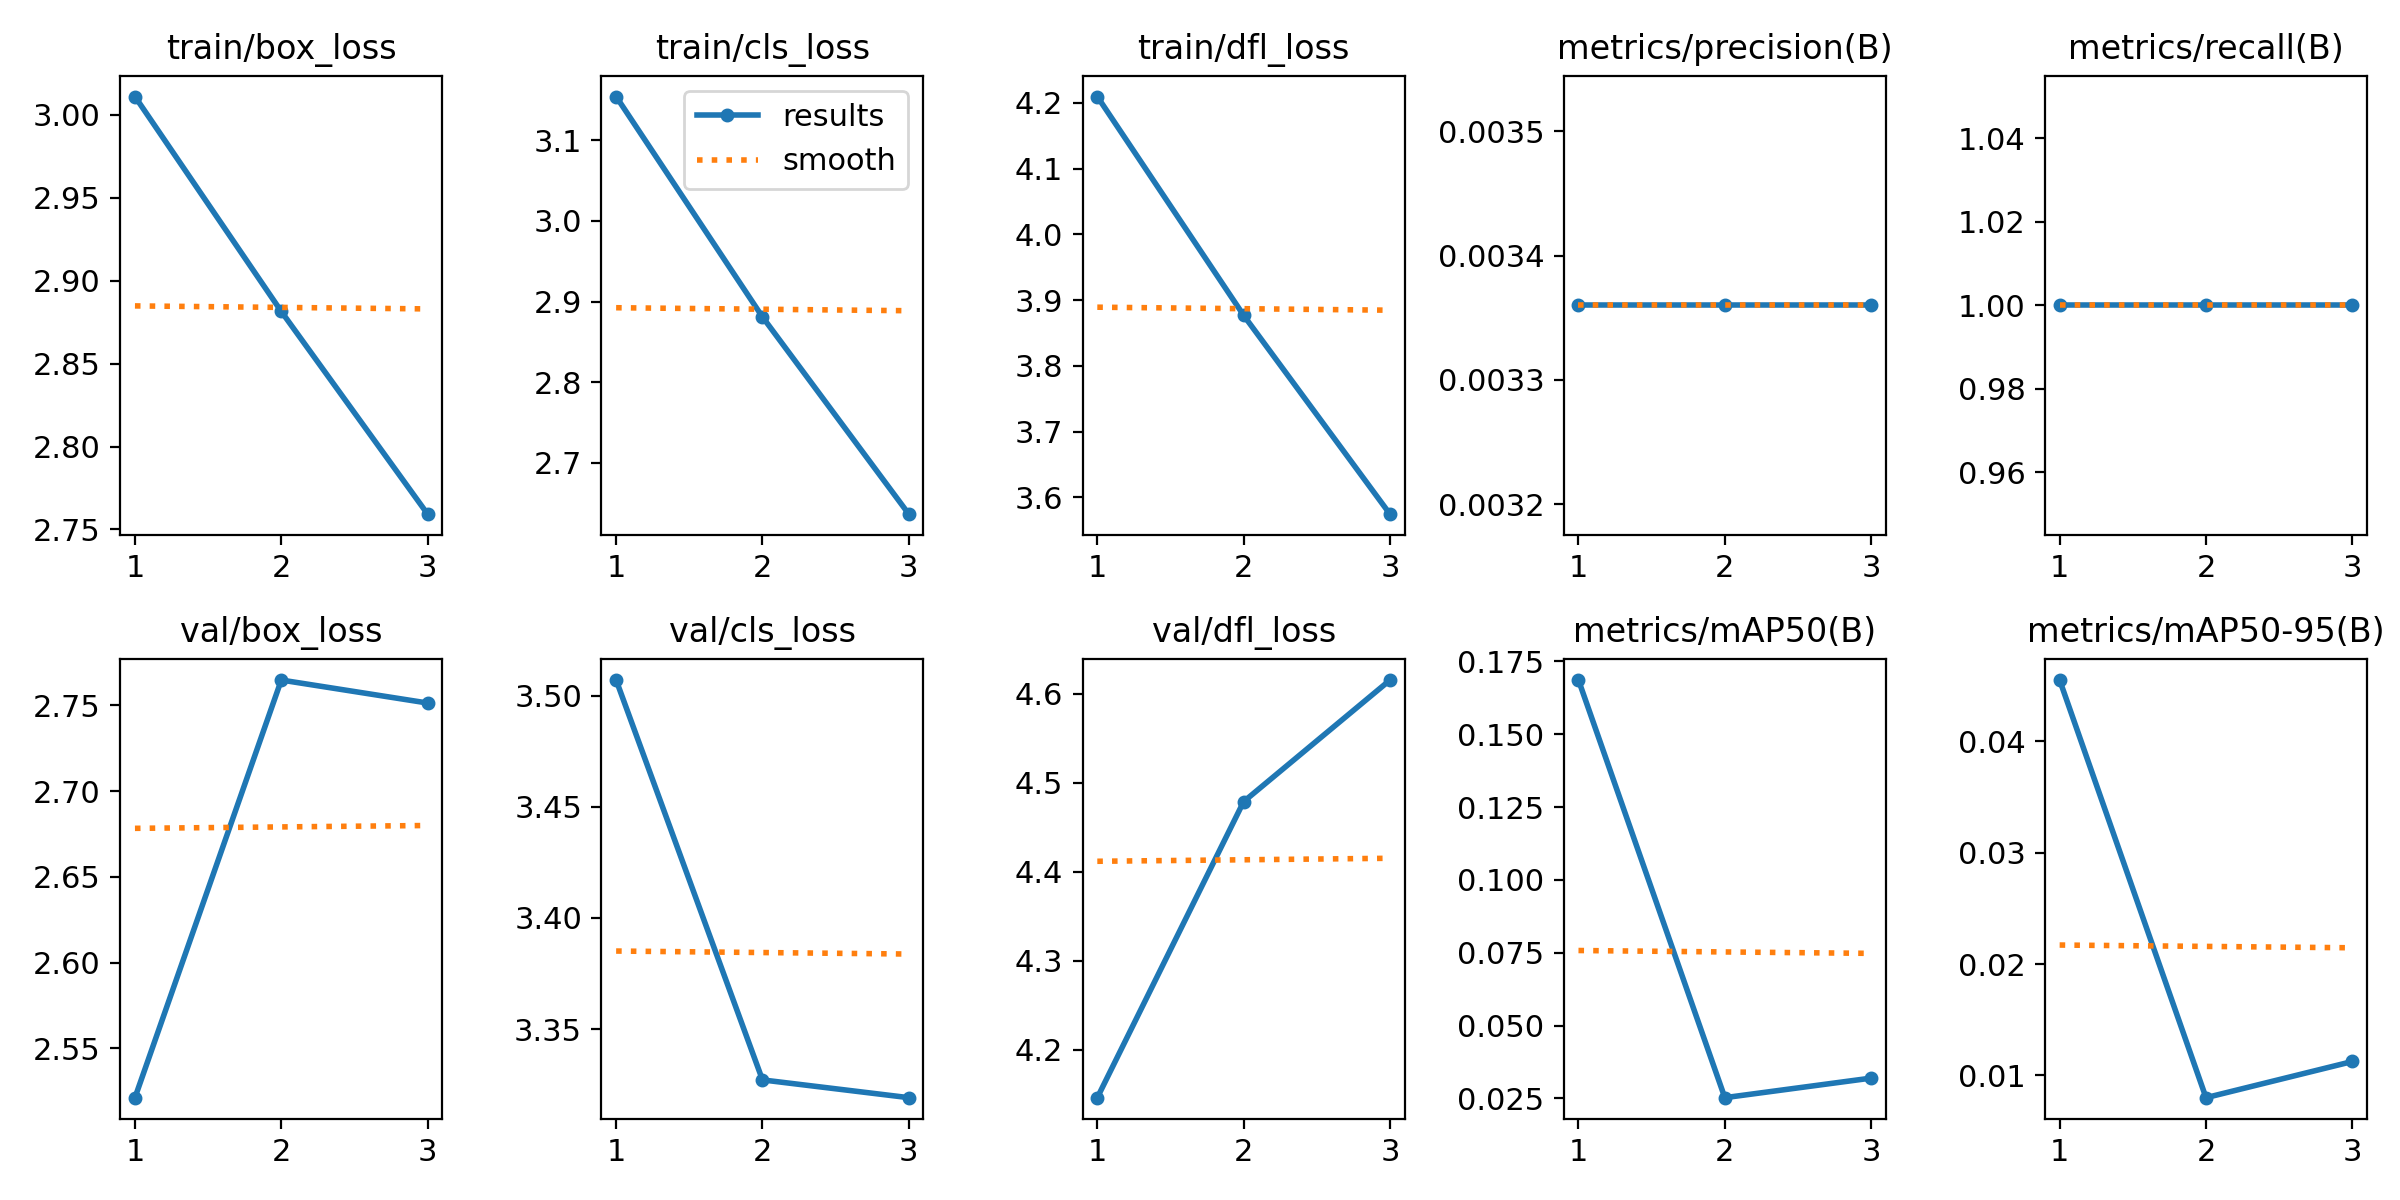 train/box_loss
3.00
2.95
2.90
2.85
2.80
2.75
1 2 3
train/cls_loss
results
smooth
3.1
3.0
2.9
2.8
2.7
1 2 3
train/dfl_loss
4.2
4.1
4.0
3.9
3.8
3.7
3.6
1 2 3
metrics/precision(B)
0.0035
0.0034
0.0033
0.0032
1 2 3
metrics/recall(B)
1.04
1.02
1.00
0.98
0.96
1 2 3
val/box_loss
2.75
2.70
2.65
2.60
2.55
1 2 3
val/cls_loss
3.50
3.45
3.40
3.35
1 2 3
val/dfl_loss
4.6
4.5
4.4
4.3
4.2
1 2 3
metrics/mAP50(B)
0.175
0.150
0.125
0.100
0.075
0.050
0.025
1 2 3
metrics/mAP50-95(B)
0.04
0.03
0.02
0.01
1 2 3